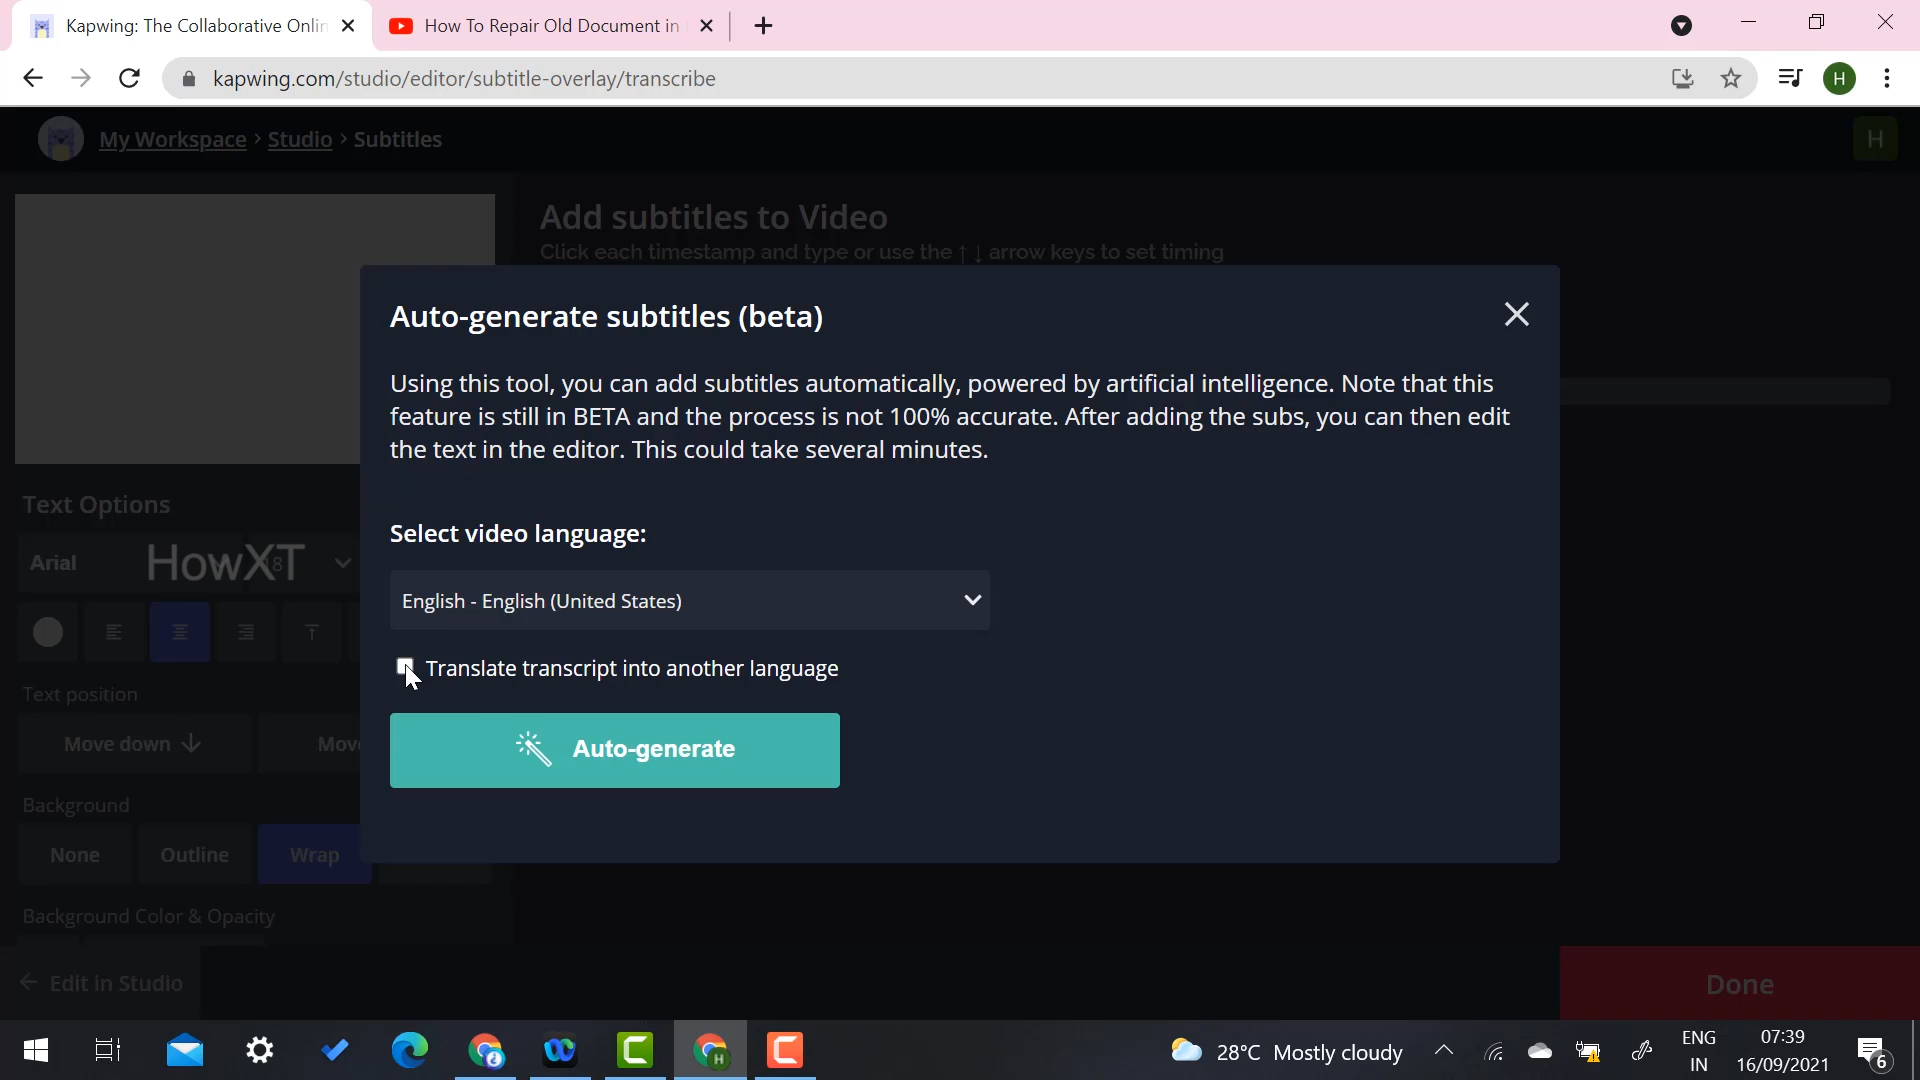 Kapwing: The Collaborative Onlin
How To Repair Old Document in
kapwing.com/studio/editor/subtitle-overlay/transcribe
H
My Workspace › Studio › Subtitles
H
Add subtitles to Video
Click each timestamp and type or use the ↑ ↓ arrow keys to set timing
Auto-generate subtitles (beta)
Using this tool, you can add subtitles automatically, powered by artificial intelligence. Note that this
feature is still in BETA and the process is not 100% accurate. After adding the subs, you can then edit
the text in the editor. This could take several minutes.
Select video language:
English - English (United States)
Translate transcript into another language
Auto-generate
Text Options
Arial
HowXT
Text position
Move down ↓
Background
None
Outline
Wrap
Background Color & Opacity
← Edit in Studio
Done
28°C Mostly cloudy
ENG
IN
07:39
16/09/2021
6